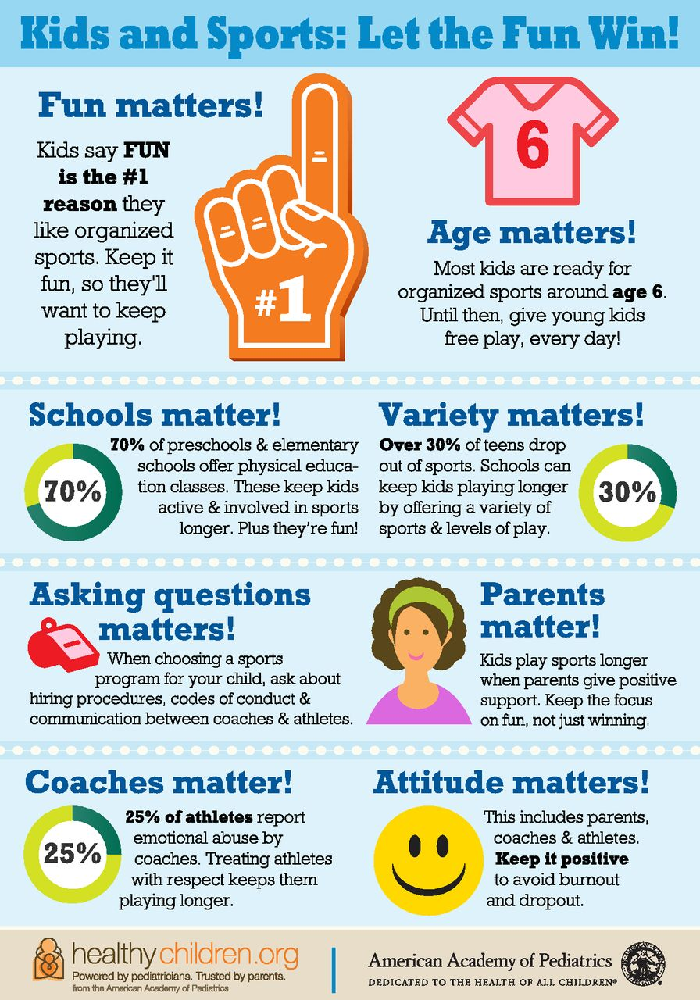 Kids and Sports: Let the Fun Win!
Fun matters!
Kids say FUN
is the #1
reason they
like organized
sports. Keep it
fun, so they'll
want to keep
playing.
#1
6
Age matters!
Most kids are ready for
organized sports around age 6.
Until then, give young kids
free play, every day!
Schools matter!
70%
70% of preschools & elementary
schools offer physical educa-
tion classes. These keep kids
active & involved in sports
longer. Plus they're fun!
Variety matters!
Over 30% of teens drop
out of sports. Schools can
keep kids playing longer
by offering a variety of
sports & levels of play.
30%
Asking questions
matters!
When choosing a sports
program for your child, ask about
hiring procedures, codes of conduct &
communication between coaches & athletes.
Parents
matter!
Kids play sports longer
when parents give positive
support. Keep the focus
on fun, not just winning.
Coaches matter!
25%
25% of athletes report
emotional abuse by
coaches. Treating athletes
with respect keeps them
playing longer.
Attitude matters!
This includes parents,
coaches & athletes.
Keep it positive
to avoid burnout
and dropout.
healthychildren.org
Powered by pediatricians. Trusted by parents.
from the American Academy of Pediatrics
American Academy of Pediatrics
DEDICATED TO THE HEALTH OF ALL CHILDREN®